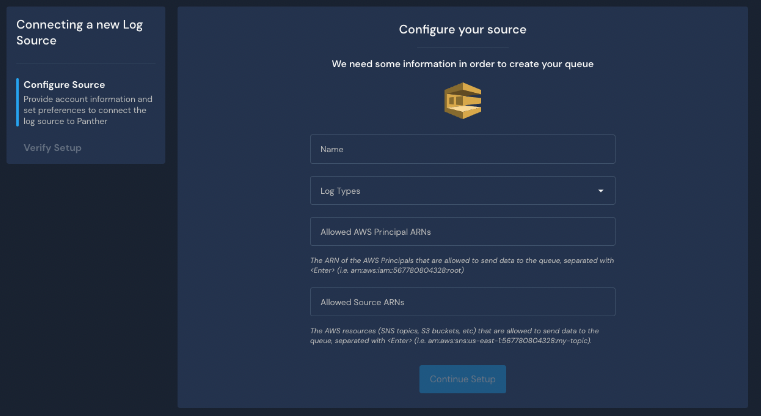 Connecting a new Log
Source
Configure Source
Provide account information and
set preferences to connect the
log source to Panther
Verify Setup
Configure your source
We need some information in order to create your queue
Name
Log Types
Allowed AWS Principal ARNs
The ARN of the AWS Principals that are allowed to send data to the queue, separated with
<Enter> (i.e. arn:aws:iam::567780804328:root)
Allowed Source ARNs
The AWS resources (SNS topics, S3 buckets, etc) that are allowed to send data to the
queue, separated with <Enter> (i.e. arn:aws:sns:us-east-1:567780804328:my-topic).
Continue Setup